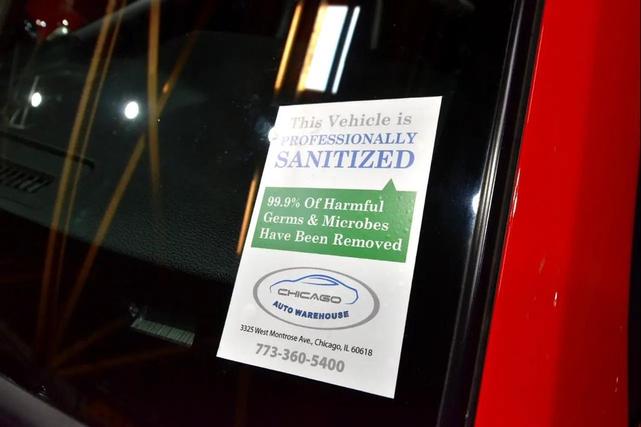 This Vehicle is
PROFESSIONALLY
SANITIZED
99.9% Of Harmful
Germs & Microbes
Have Been Removed
CHICAGO
AUTO WAREHOUSE
3325 West Montrose Ave., Chicago, IL 60618
773-360-5400